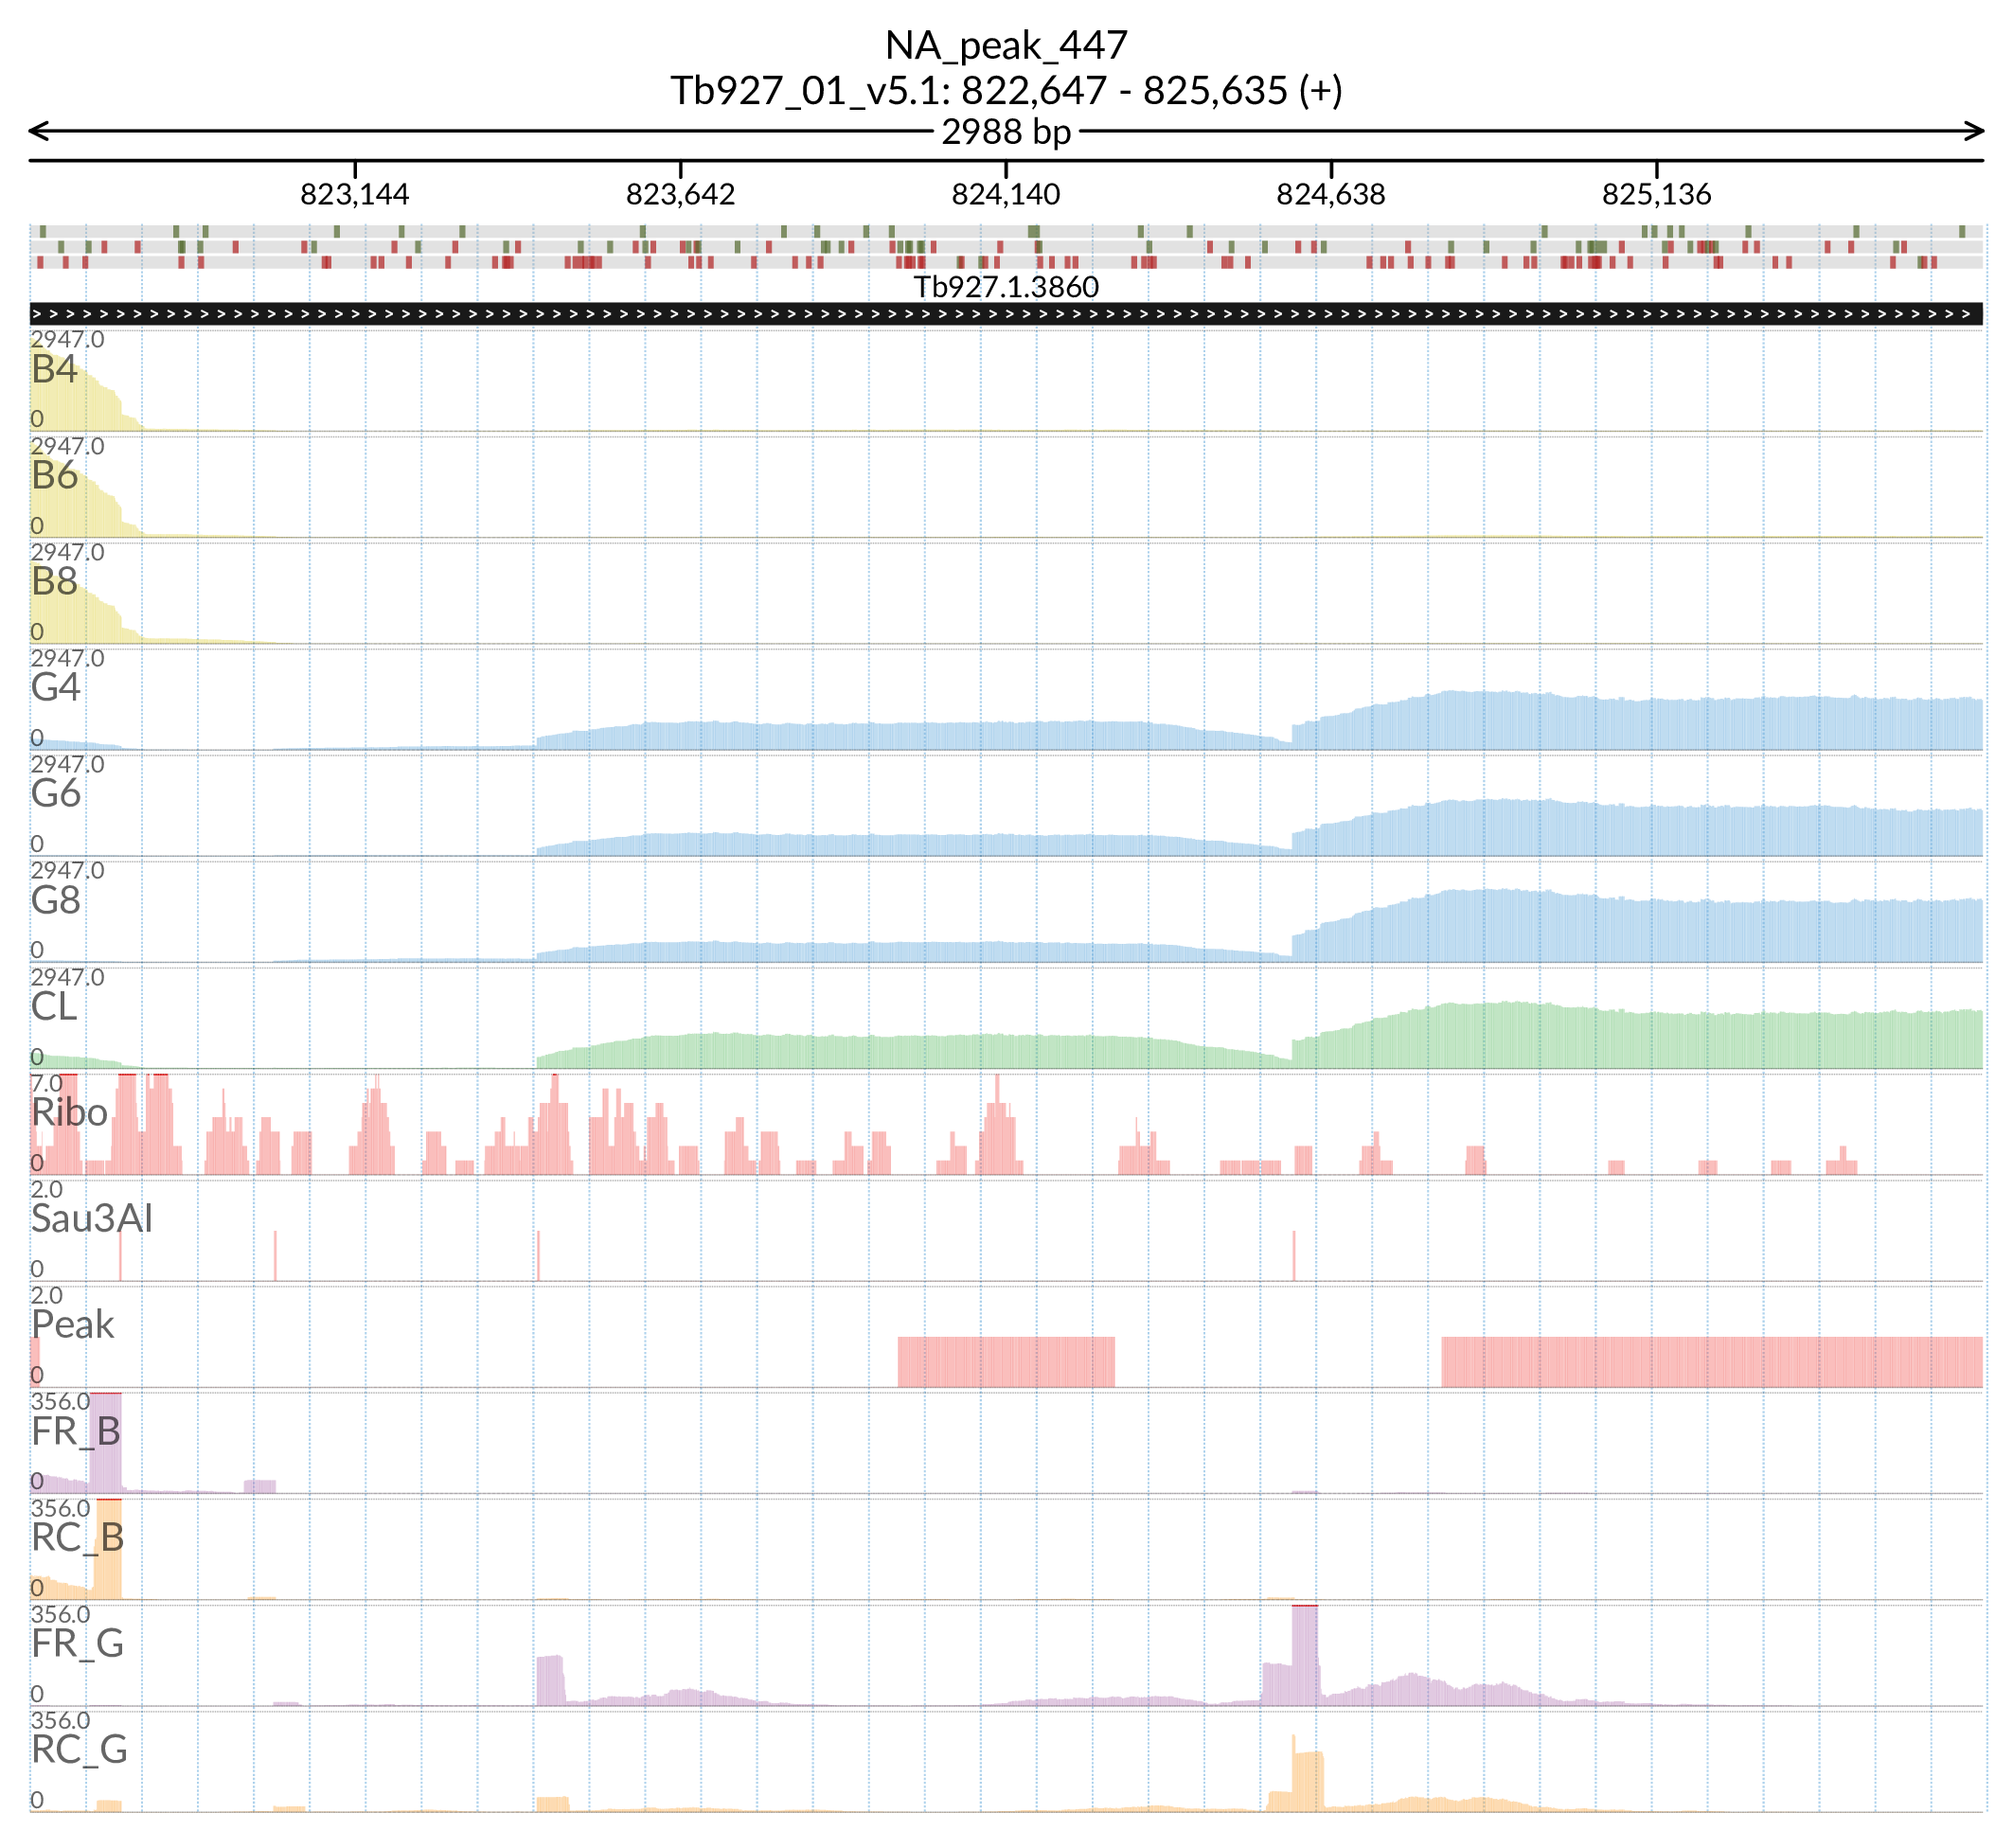 NA_peak_447
Tb927_01_v5.1: 822,647 - 825,635 (+)
2988 bp
823,144 823,642 824,140 824,638 825,136
Tb927.1.3860
2947.0
B4
0
2947.0
B6
0
2947.0
B8
0
2947.0
G4
0
2947.0
G6
0
2947.0
G8
0
2947.0
CL
0
7.0
Ribo
0
2.0
Sau3AI
0
2.0
Peak
0
356.0
FR_B
0
356.0
RC_B
0
356.0
FR_G
0
356.0
RC_G
0